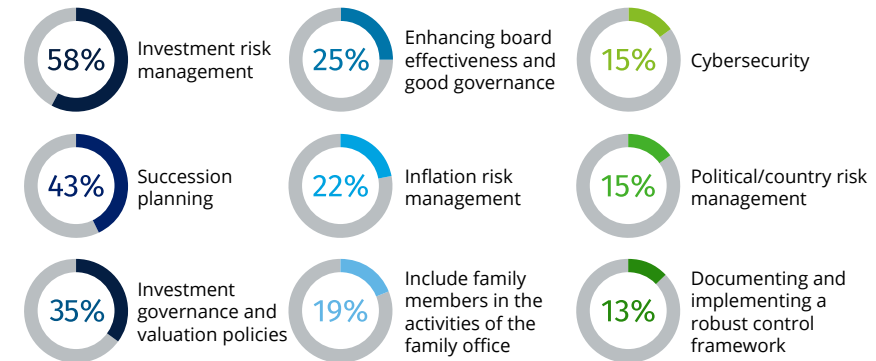 58%
Investment risk
management
43%
Succession
planning
35%
Investment
governance and
valuation policies
25%
Enhancing board
effectiveness and
good governance
22%
Inflation risk
management
19%
Include family
members in the
activities of the
family office
15%
Cybersecurity
15%
Political/country risk
management
13%
Documenting and
implementing a
robust control
framework